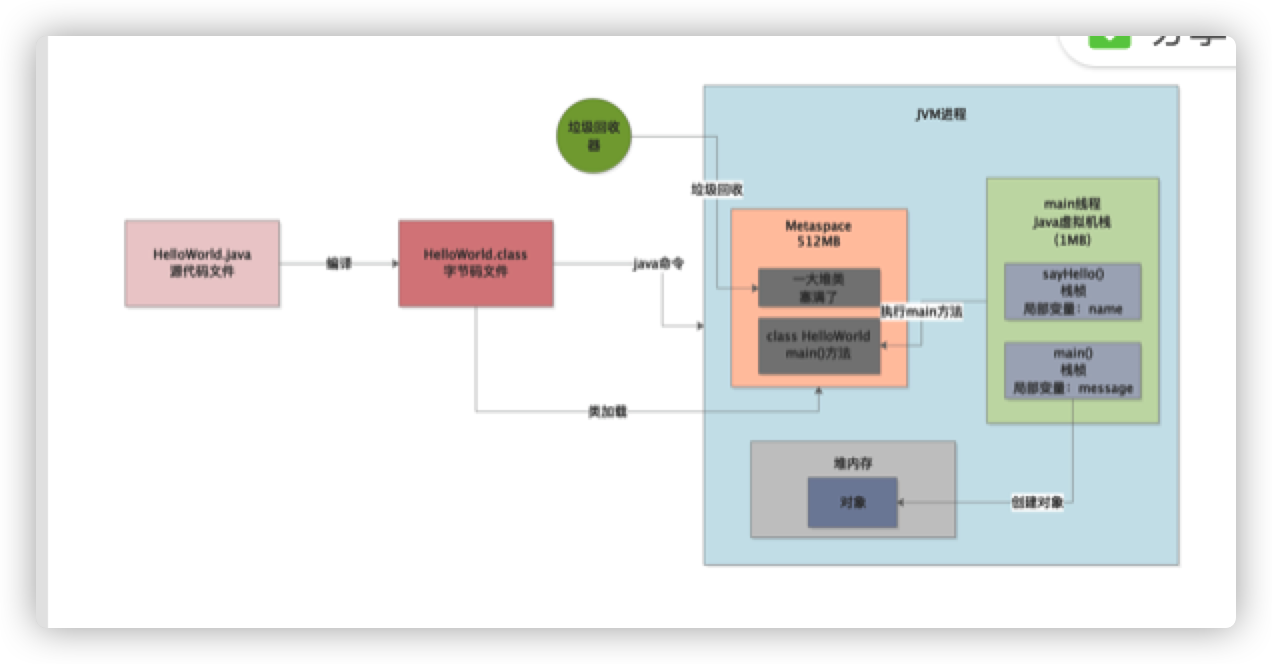 分享
JVM进程
垃圾回收
器
垃圾回收
main线程
Java虚拟机栈
(1MB)
Metaspace
512MB
HelloWorld.java
源代码文件
编译
HelloWorld.class
字节码文件
java命令
一大堆类
塞满了
sayHello()
栈桢
局部变量：name
执行main方法
class HelloWorld
main()方法
main()
栈桢
局部变量：message
类加载
堆内存
对象
创建对象